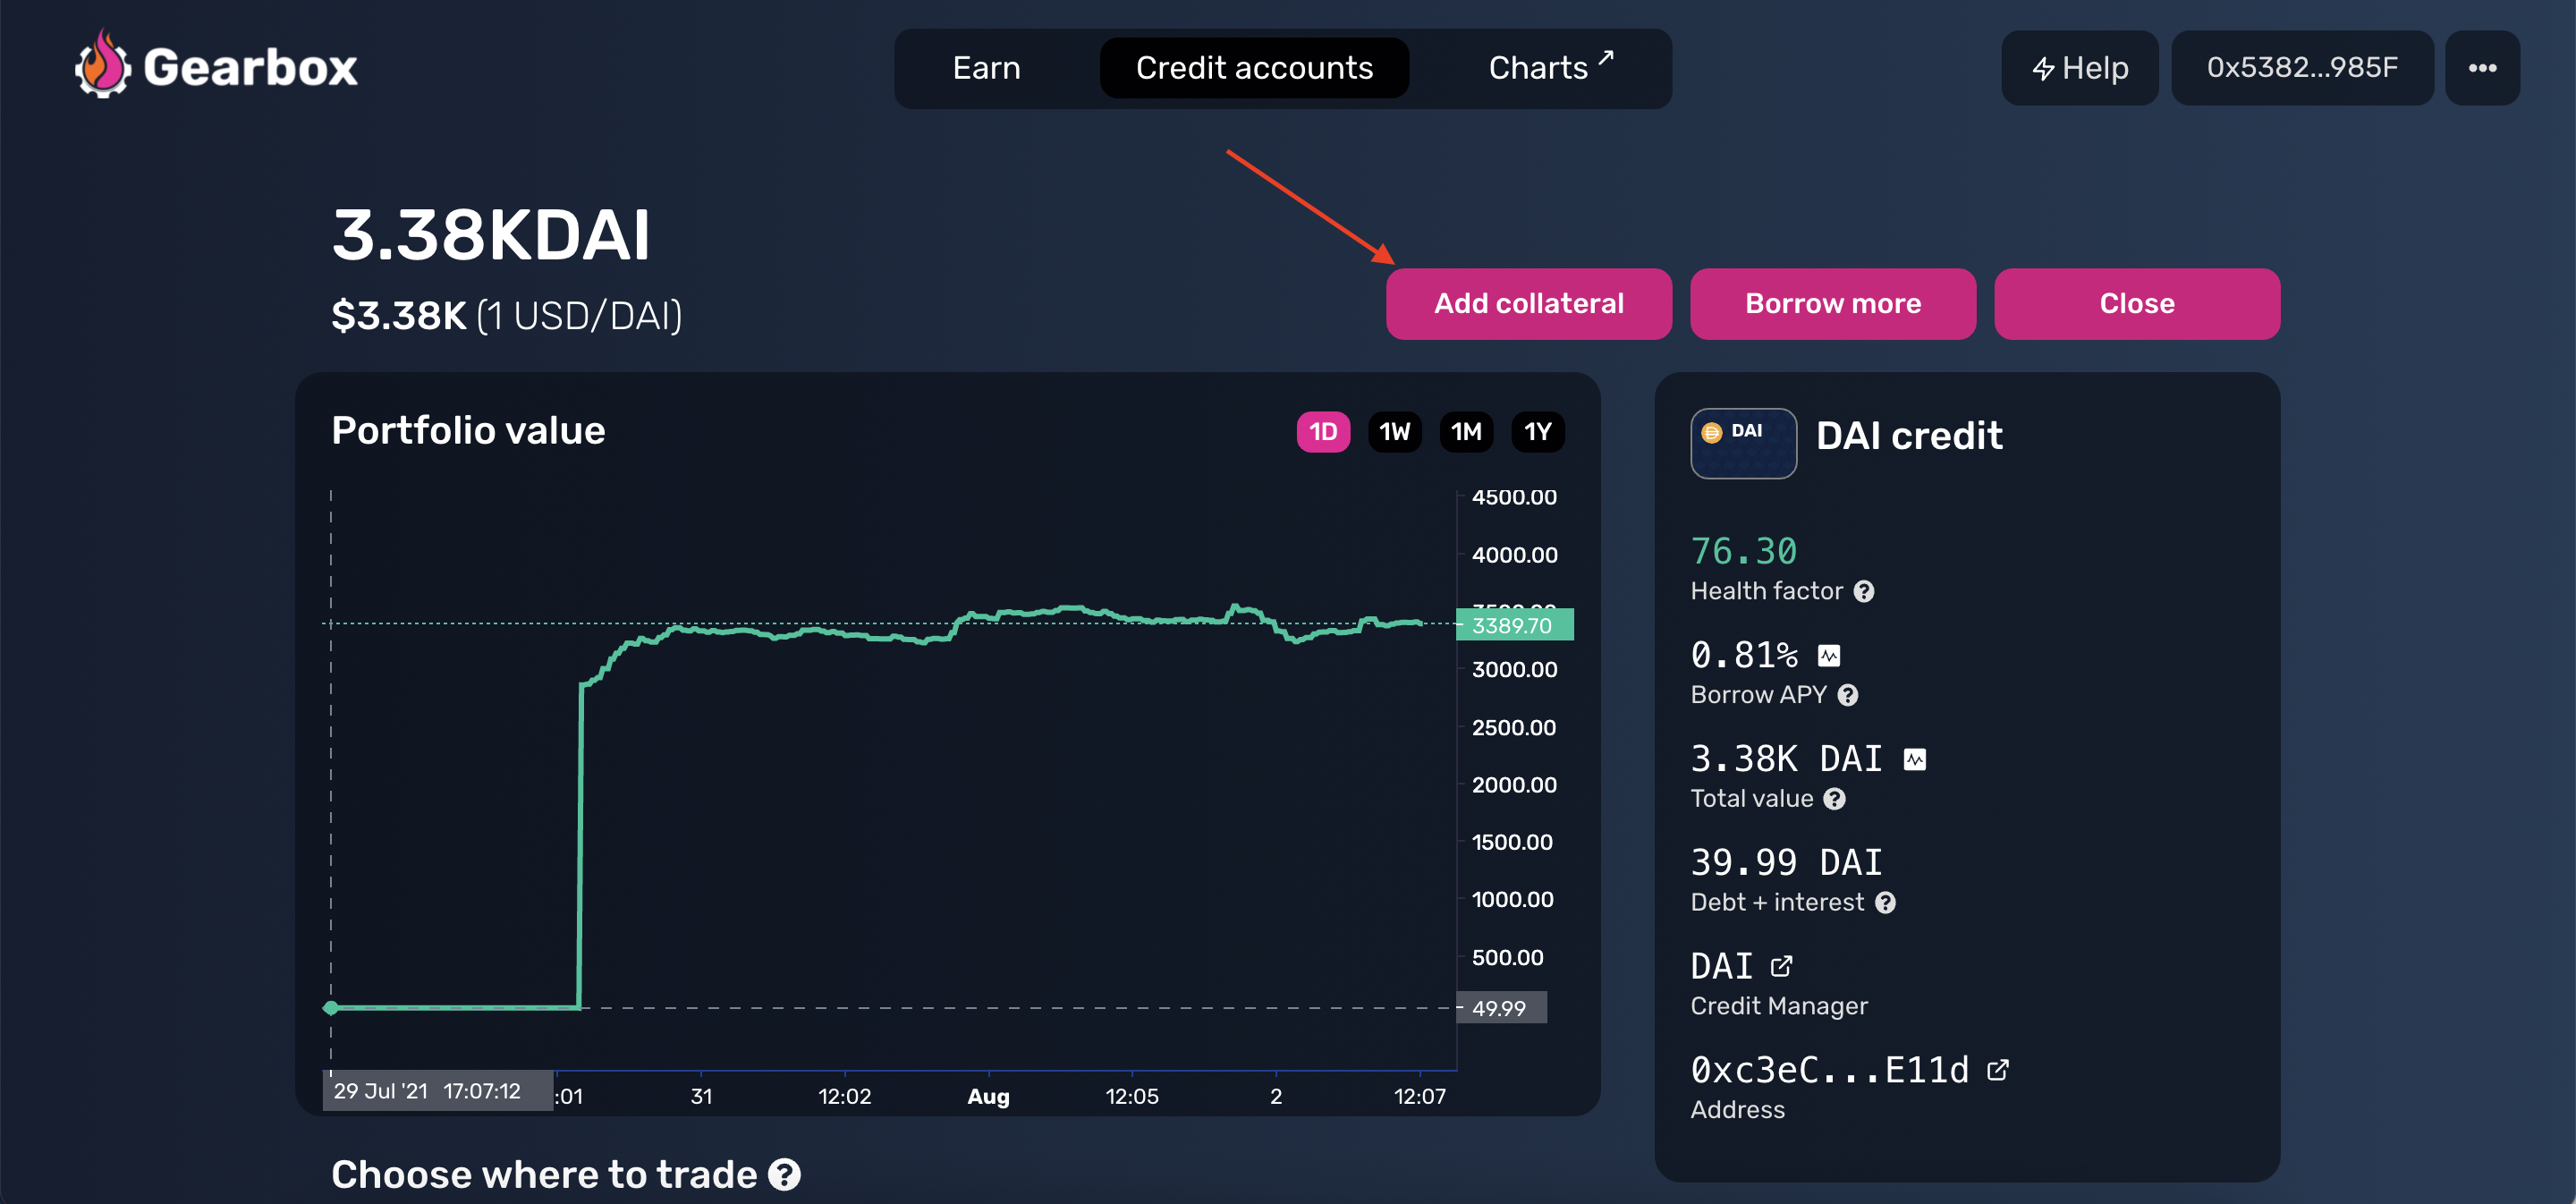 Gearbox
Earn
Credit accounts
Charts
Help
0x5382...985F
3.38KDAI
$3.38K (1 USD/DAI)
Add collateral
Borrow more
Close
Portfolio value
1D
1W
1M
1Y
4500.00
4000.00
3389.70
3000.00
2500.00
2000.00
1500.00
1000.00
500.00
49.99
29 Jul '21 17:07:12
:01
31
12:02
Aug
12:05
2
12:07
DAI
DAI credit
76.30
Health factor
0.81%
Borrow APY
3.38K DAI
Total value
39.99 DAI
Debt + interest
DAI
Credit Manager
0xc3eC...E11d
Address
Choose where to trade